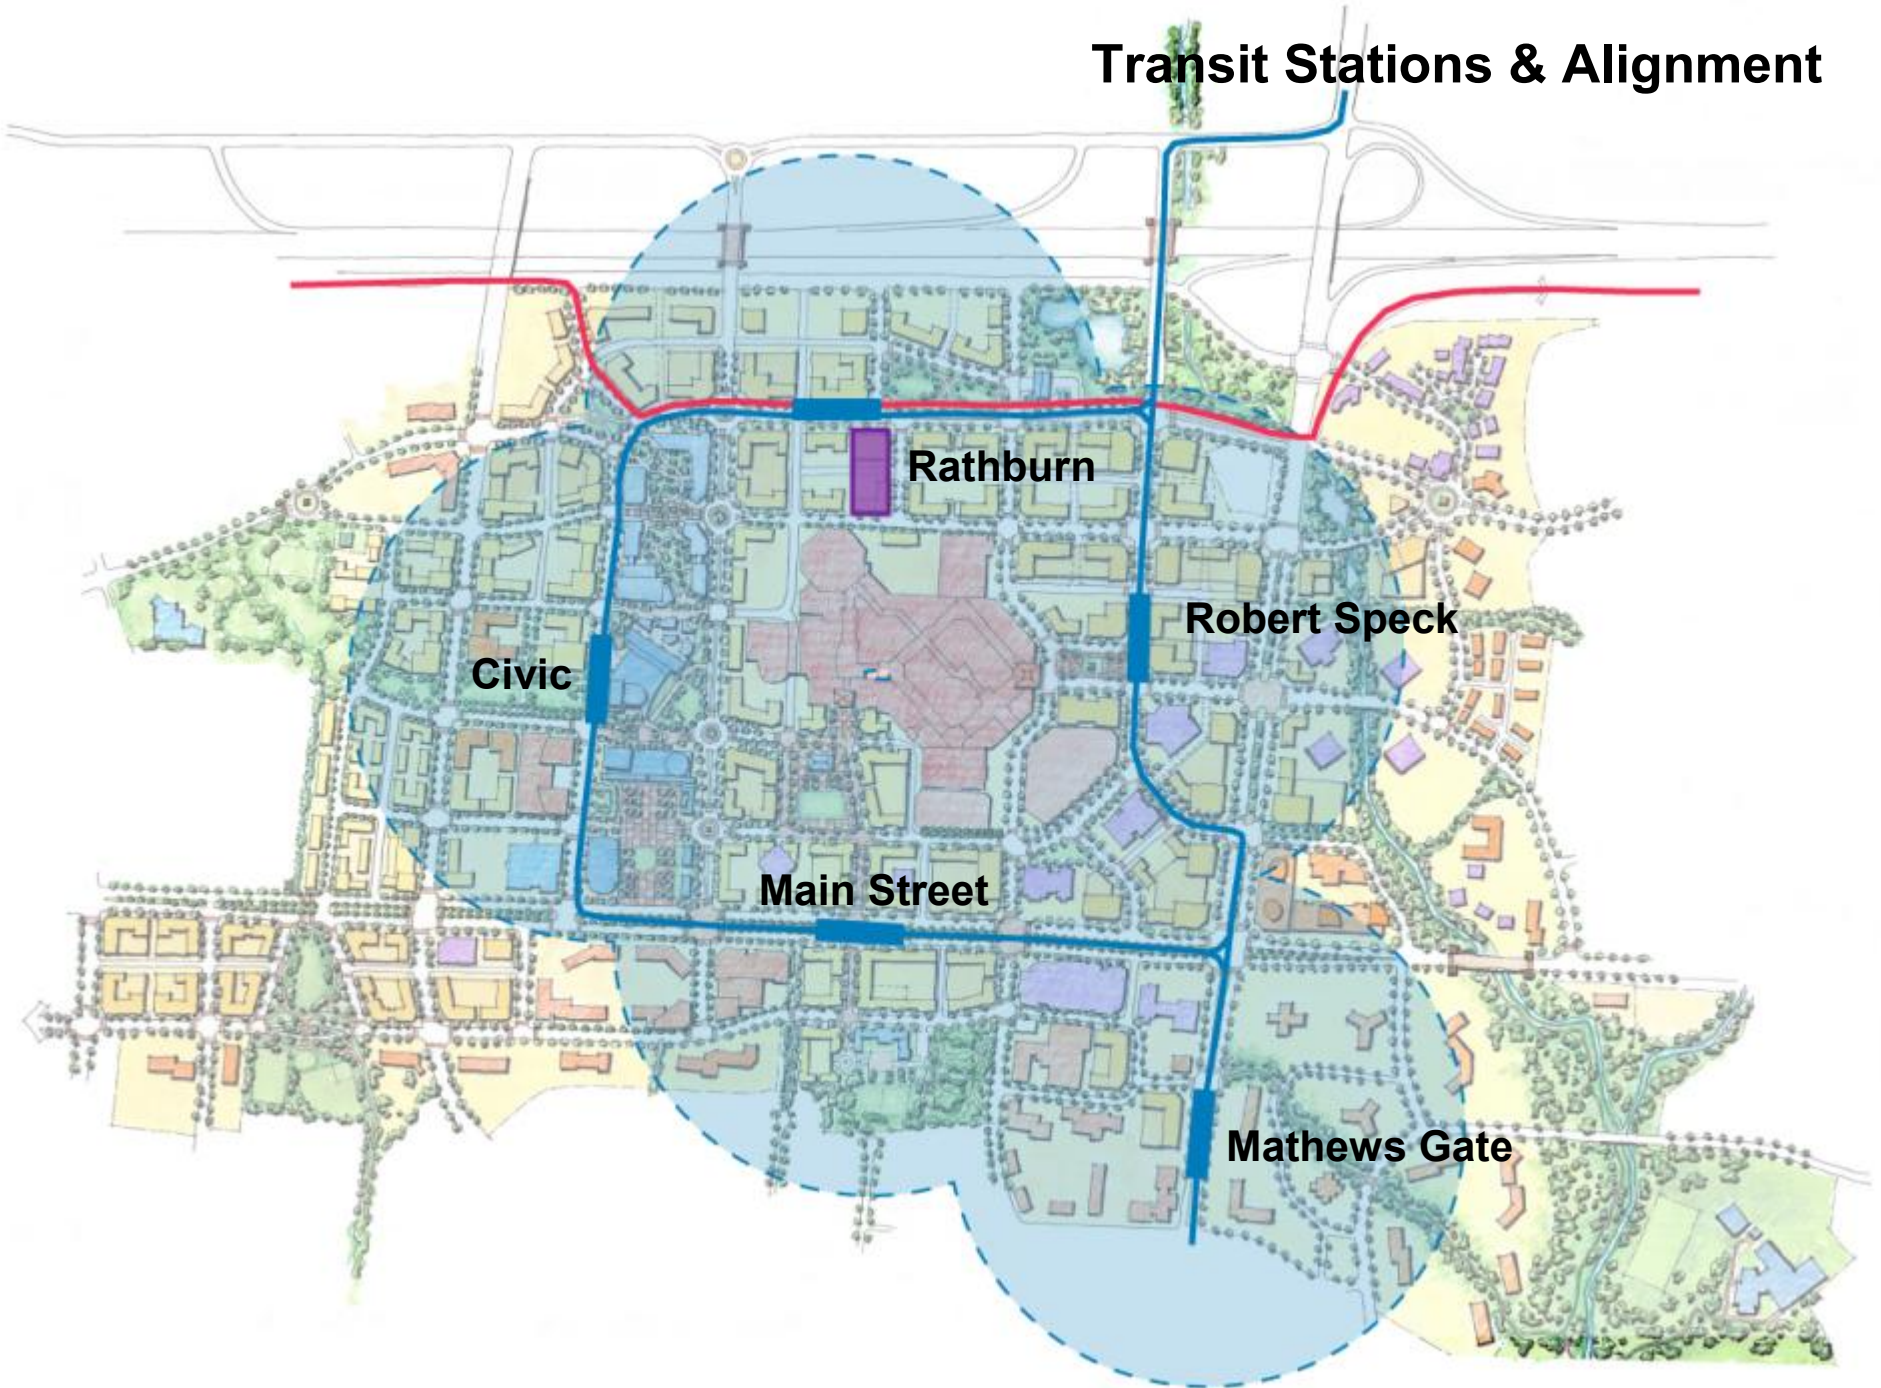 Transit Stations & Alignment
Rathburn
Robert Speck
Civic
Main Street
Mathews Gate